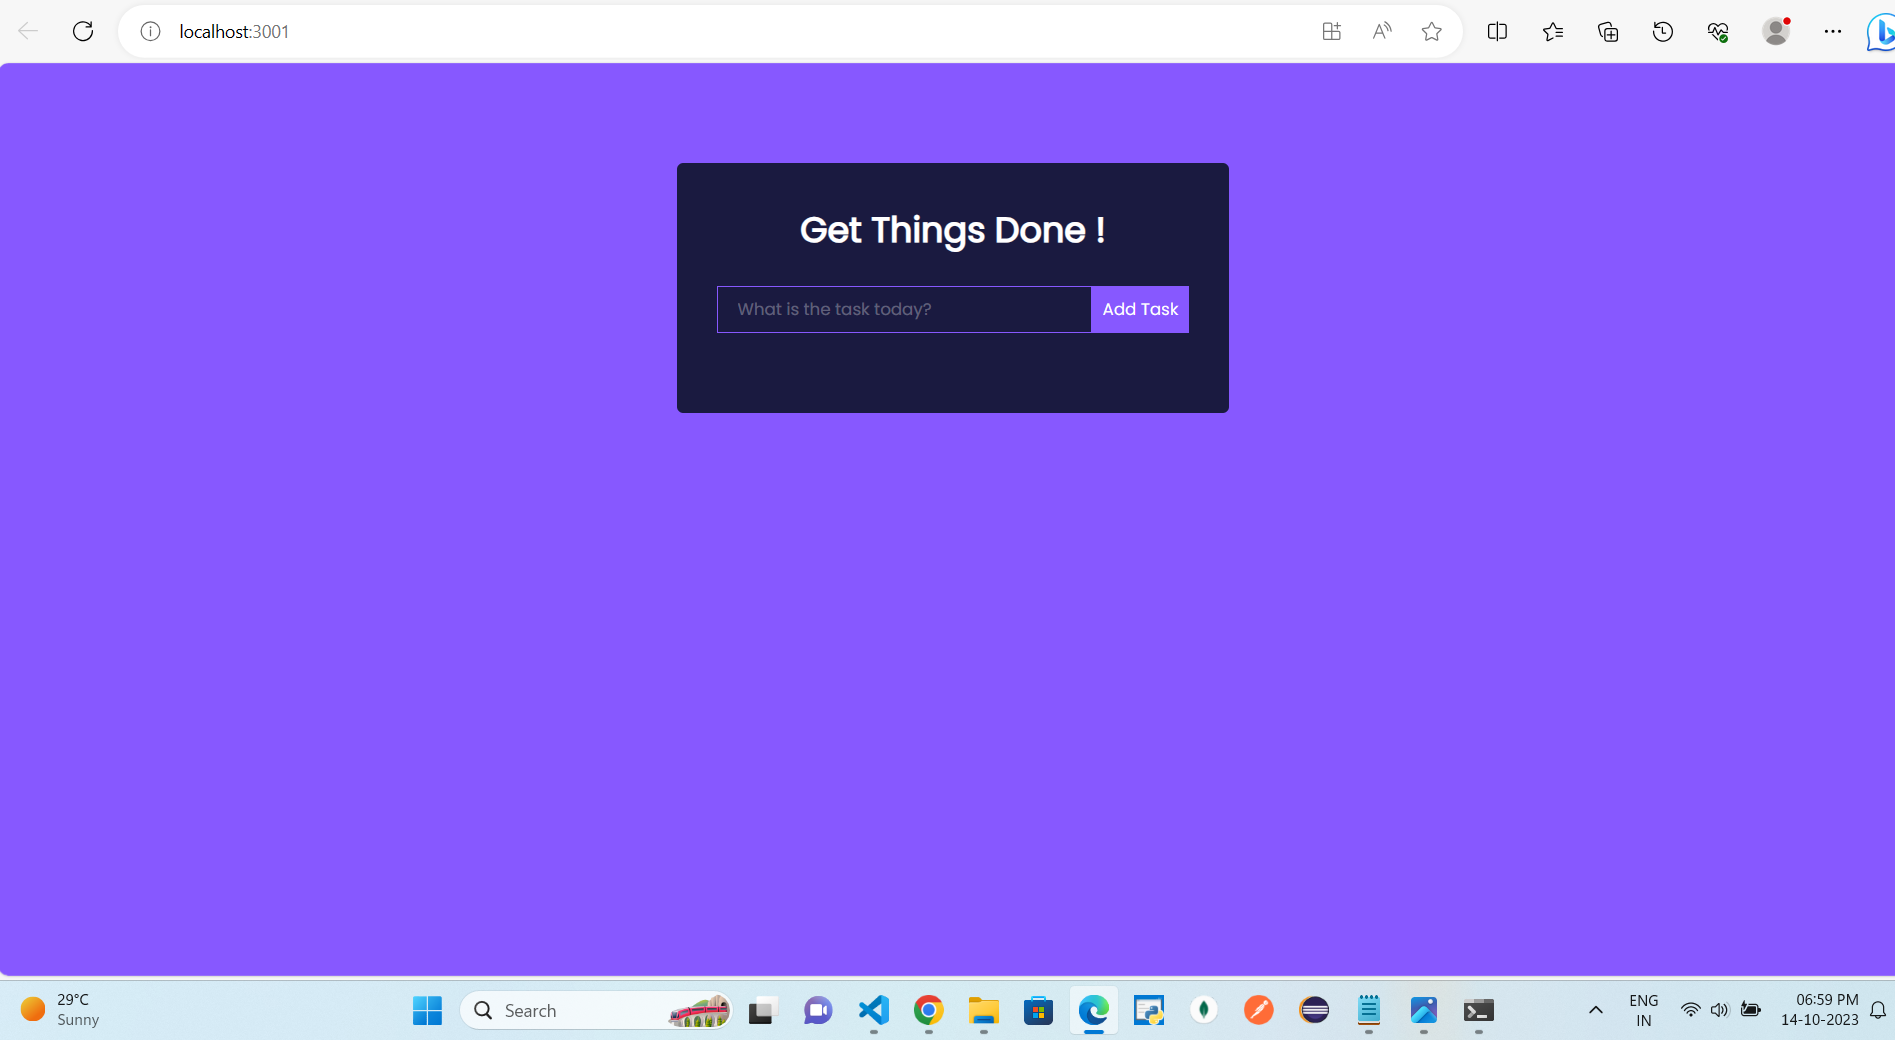 localhost:3001
Get Things Done !
What is the task today?
Add Task
29°C
Sunny
Search
ENG
IN
06:59 PM
14-10-2023